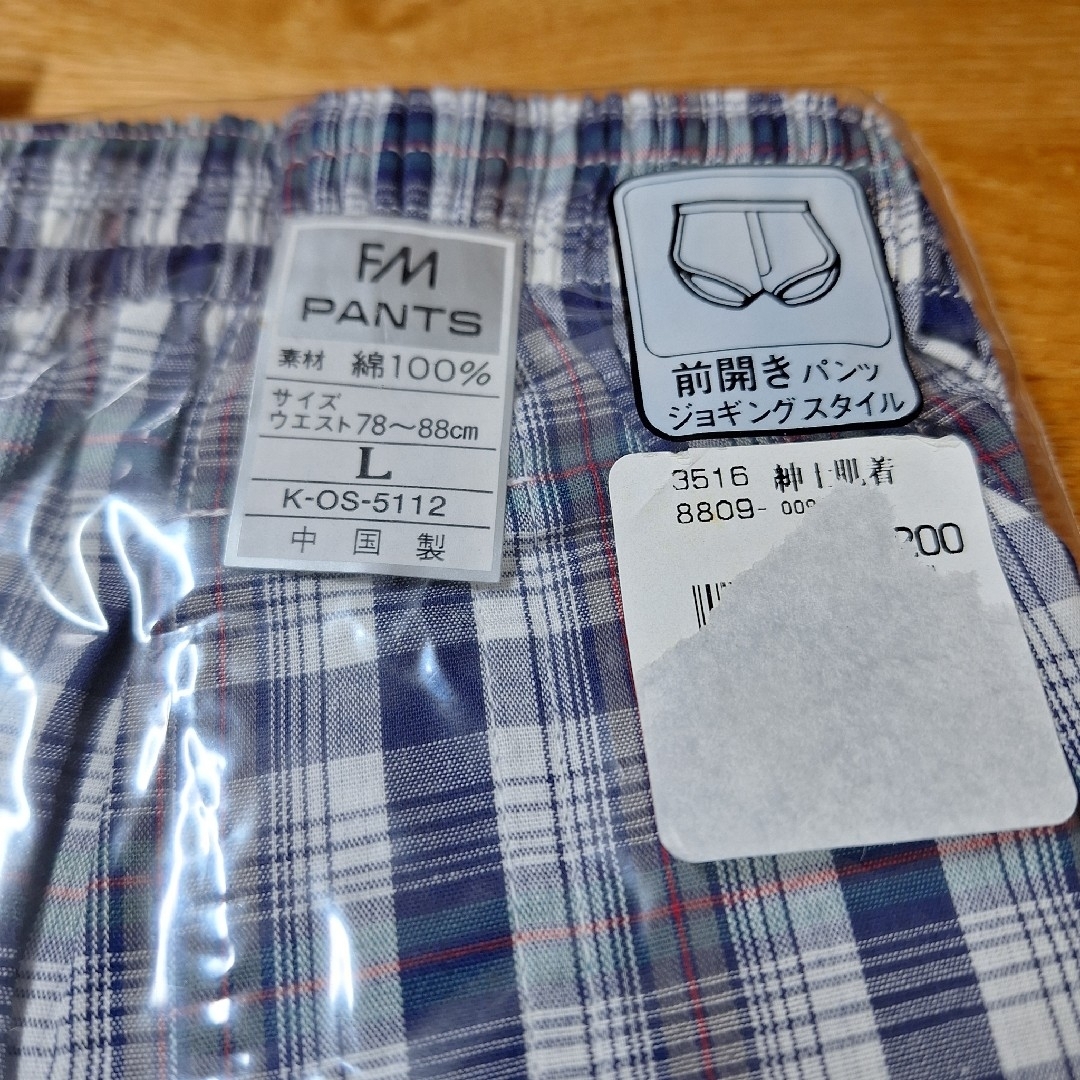 FM
PANTS
素材 綿100%
サイズ
ウエスト78〜88cm
L
K-OS-5112
中国製
前開きパンツ
ジョギングスタイル
3516 紳士肌着
8809-
200